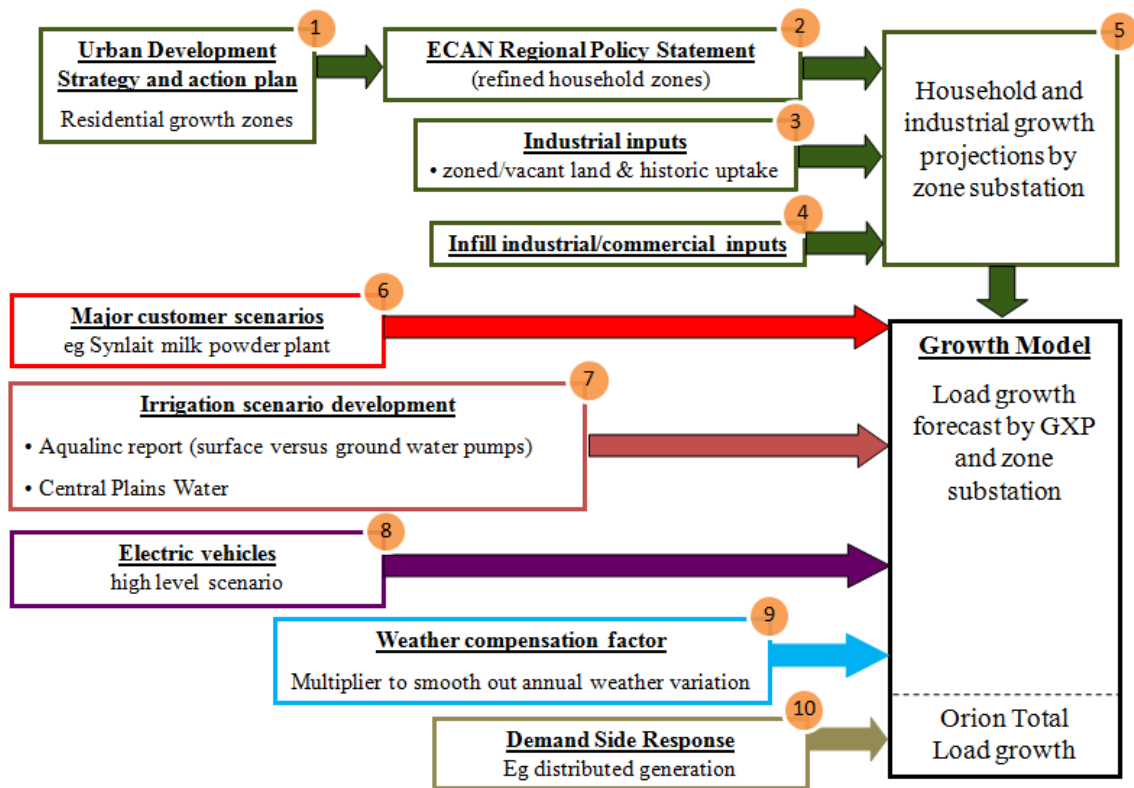 1
Urban Development
Strategy and action plan
Residential growth zones
2
ECAN Regional Policy Statement
(refined household zones)
3
Industrial inputs
• zoned/vacant land & historic uptake
4
Infill industrial/commercial inputs
5
Household and
industrial growth
projections by
zone substation
6
Major customer scenarios
eg Synlait milk powder plant
7
Irrigation scenario development
• Aqualinc report (surface versus ground water pumps)
• Central Plains Water
8
Electric vehicles
high level scenario
9
Weather compensation factor
Multiplier to smooth out annual weather variation
10
Demand Side Response
Eg distributed generation
Growth Model
Load growth
forecast by GXP
and zone
substation
Orion Total
Load growth